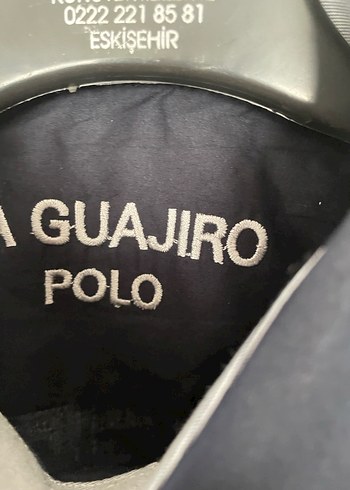 0222 221 85 81
ESKİŞEHİR
GUAJIRO
POLO